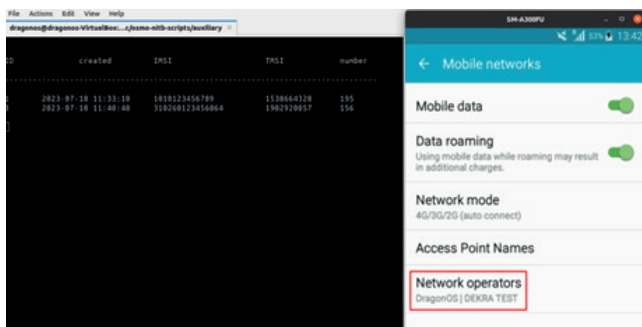 File Actions Edit View Help
dragonos@dragonos-VirtualBox:...c/osmo-nitb-scripts/auxiliary ×
ID created IMSI TMSI number
2023-07-18 11:33:10 1010123456789 1538664328 195
2023-07-18 11:40:40 310260123456064 1902920057 156
SM-A300FU
53% 13:42
Mobile networks
Mobile data
Data roaming
Using mobile data while roaming may result
in additional charges.
Network mode
4G/3G/2G (auto connect)
Access Point Names
Network operators
DragonOS | DEKRA TEST